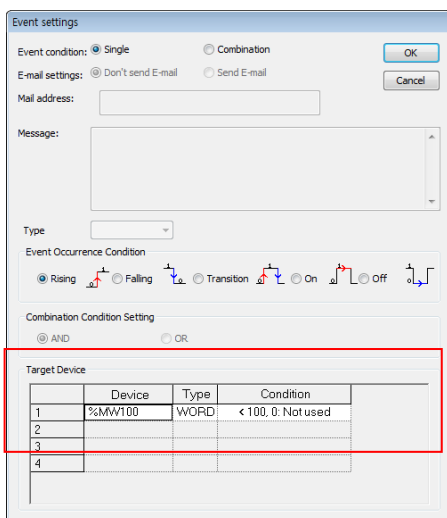 Event settings
Event condition: Single Combination OK
E-mail settings: Don't send E-mail Send E-mail Cancel
Mail address:
Message:
Type
Event Occurrence Condition
Rising Falling Transition On Off
Combination Condition Setting
AND OR
Target Device
Device Type Condition
1 %MW100 WORD < 100, 0: Not used
2
3
4